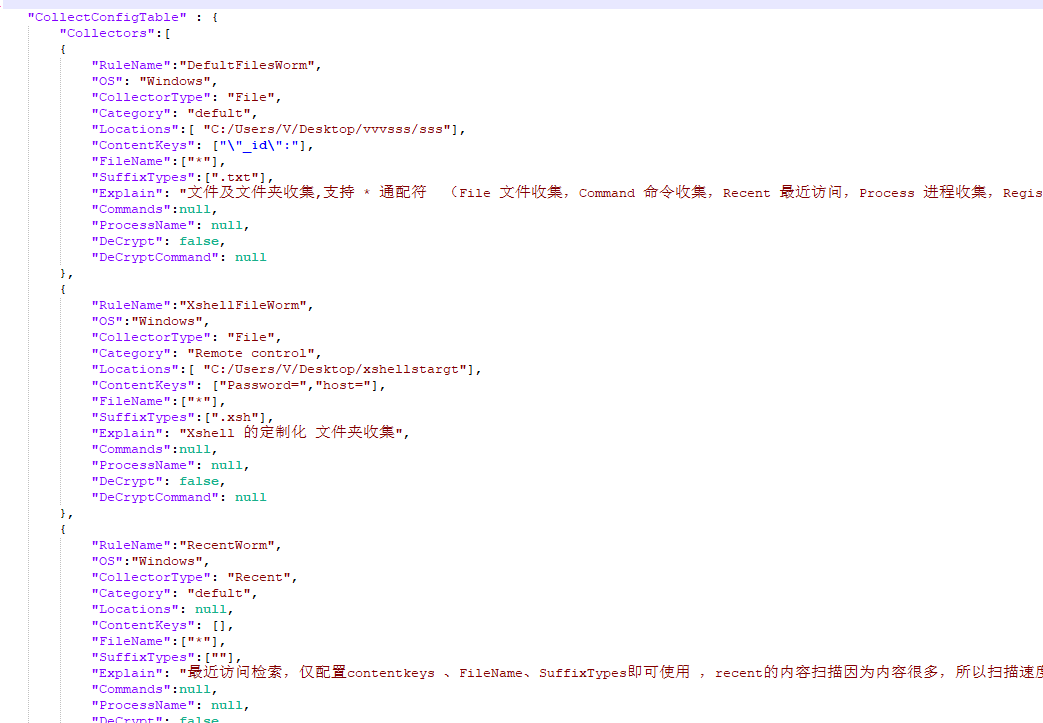 "CollectConfigTable" : {
"Collectors":[
{
"RuleName":"DefultFilesWorm",
"OS": "Windows",
"CollectorType": "File",
"Category": "defult",
"Locations":[ "C:/Users/V/Desktop/vvvsss/sss"],
"ContentKeys": ["\"_id\":"],
"FileName":["*"],
"SuffixTypes":[".txt"],
"Explain": "文件及文件夹收集,支持 * 通配符 （File 文件收集，Command 命令收集，Recent 最近访问，Process 进程收集，Regis
"Commands":null,
"ProcessName": null,
"DeCrypt": false,
"DeCryptCommand": null
},
{
"RuleName":"XshellFileWorm",
"OS":"Windows",
"CollectorType": "File",
"Category": "Remote control",
"Locations":[ "C:/Users/V/Desktop/xshellstargt"],
"ContentKeys": ["Password=","host="],
"FileName":["*"],
"SuffixTypes":[".xsh"],
"Explain": "Xshell 的定制化 文件夹收集",
"Commands":null,
"ProcessName": null,
"DeCrypt": false,
"DeCryptCommand": null
},
{
"RuleName":"RecentWorm",
"OS":"Windows",
"CollectorType": "Recent",
"Category": "defult",
"Locations": null,
"ContentKeys": [],
"FileName":["*"],
"SuffixTypes":[""],
"Explain": "最近访问检索，仅配置contentkeys 、FileName、SuffixTypes即可使用 ，recent的内容扫描因为内容很多，所以扫描速度
"Commands":null,
"ProcessName": null,
"DeCrypt": false